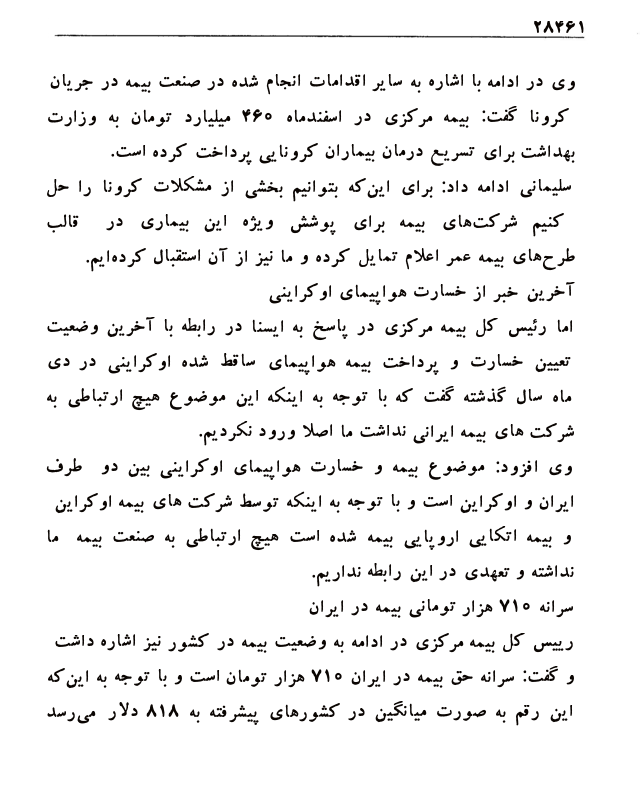 ۲۸۴۶۱
وی در ادامه با اشاره به سایر اقدامات انجام شده در صنعت بیمه در جریان
کرونا گفت: بیمه مرکزی در اسفندماه ۴۶۰ میلیارد تومان به وزارت
بهداشت برای تسریع درمان بیماران کرونایی پرداخت کرده است.
سلیمانی ادامه داد: برای این‌که بتوانیم بخشی از مشکلات کرونا را حل
کنیم شرکت‌های بیمه برای پوشش ویژه این بیماری در قالب
طرح‌های بیمه عمر اعلام تمایل کرده و ما نیز از آن استقبال کرده‌ایم.
آخرین خبر از خسارت هواپیمای اوکراینی
اما رئیس کل بیمه مرکزی در پاسخ به ایسنا در رابطه با آخرین وضعیت
تعیین خسارت و پرداخت بیمه هواپیمای ساقط شده اوکراینی در دی
ماه سال گذشته گفت که با توجه به اینکه این موضوع هیچ ارتباطی به
شرکت های بیمه ایرانی نداشت ما اصلا ورود نکردیم.
وی افزود: موضوع بیمه و خسارت هواپیمای اوکراینی بین دو طرف
ایران و اوکراین است و با توجه به اینکه توسط شرکت های بیمه اوکراین
و بیمه اتکایی اروپایی بیمه شده است هیچ ارتباطی به صنعت بیمه ما
نداشته و تعهدی در این رابطه نداریم.
سرانه ۷۱۰ هزار تومانی بیمه در ایران
رییس کل بیمه مرکزی در ادامه به وضعیت بیمه در کشور نیز اشاره داشت
و گفت: سرانه حق بیمه در ایران ۷۱۰ هزار تومان است و با توجه به این‌که
این رقم به صورت میانگین در کشورهای پیشرفته به ۸۱۸ دلار می‌رسد